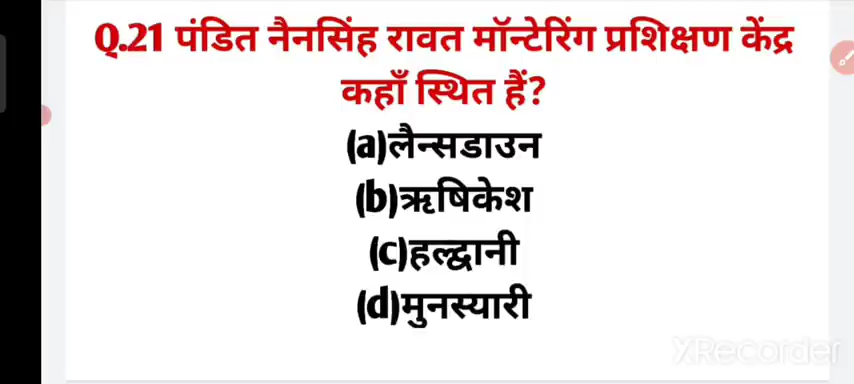 Q.21 पंडित नैनसिंह रावत मॉन्टेरिंग प्रशिक्षण केंद्र
कहाँ स्थित हैं?
(a)लैन्सडाउन
(b)ऋषिकेश
(c)हल्द्वानी
(d)मुनस्यारी
XRecorder